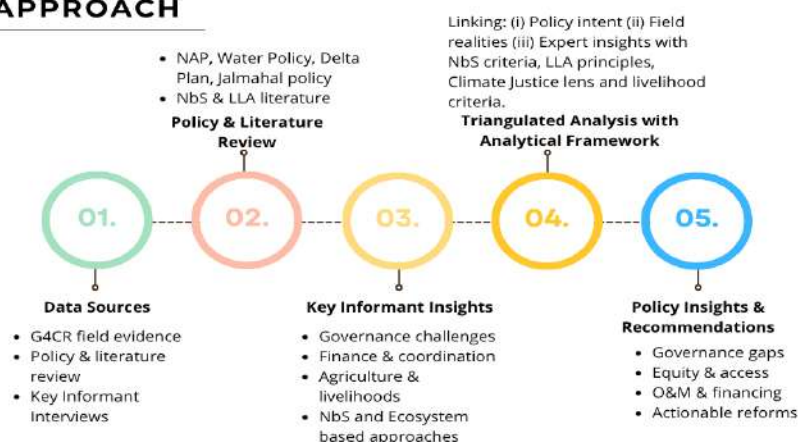 APPROACH
• NAP, Water Policy, Delta
Plan, Jalmahal policy
• NbS & LLA literature
Policy & Literature
Review
Linking: (i) Policy intent (ii) Field
realities (iii) Expert insights with
NbS criteria, LLA principles,
Climate Justice lens and livelihood
criteria.
Triangulated Analysis with
Analytical Framework
01.
02.
03.
04.
05.
Data Sources
• G4CR field evidence
• Policy & literature
review
• Key Informant
Interviews
Key Informant Insights
• Governance challenges
• Finance & coordination
• Agriculture &
livelihoods
• NbS and Ecosystem
based approaches
Policy Insights &
Recommendations
• Governance gaps
• Equity & access
• O&M & financing
• Actionable reforms